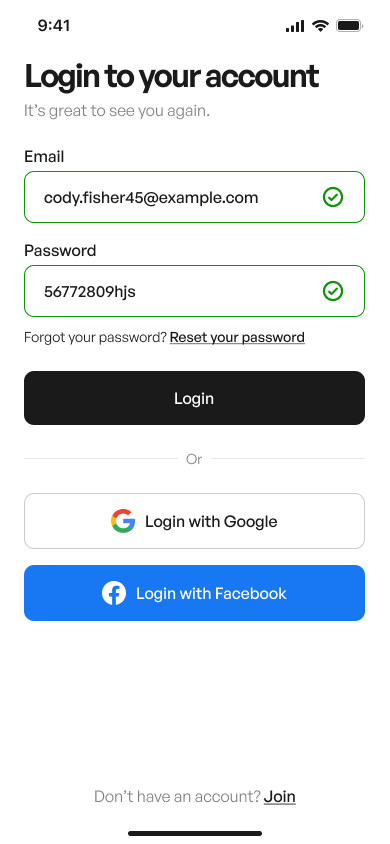 9:41
Login to your account
It’s great to see you again.
Email
cody.fisher45@example.com
Password
56772809hjs
Forgot your password? Reset your password
Login
Or
Login with Google
Login with Facebook
Don’t have an account? Join